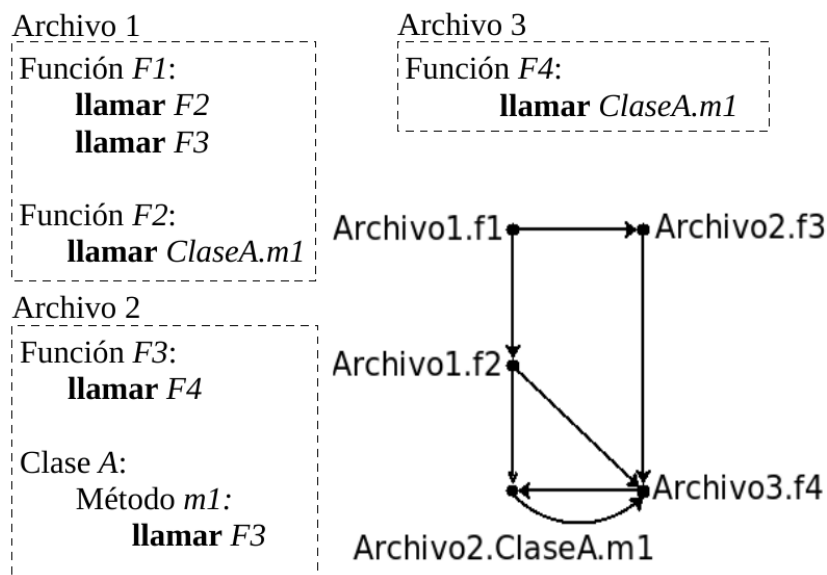 Archivo 1
Función F1:
llamar F2
llamar F3
Función F2:
llamar ClaseA.m1
Archivo 2
Función F3:
llamar F4
Clase A:
Método m1:
llamar F3
Archivo 3
Función F4:
llamar ClaseA.m1
Archivo1.f1
Archivo2.f3
Archivo1.f2
Archivo3.f4
Archivo2.ClaseA.m1